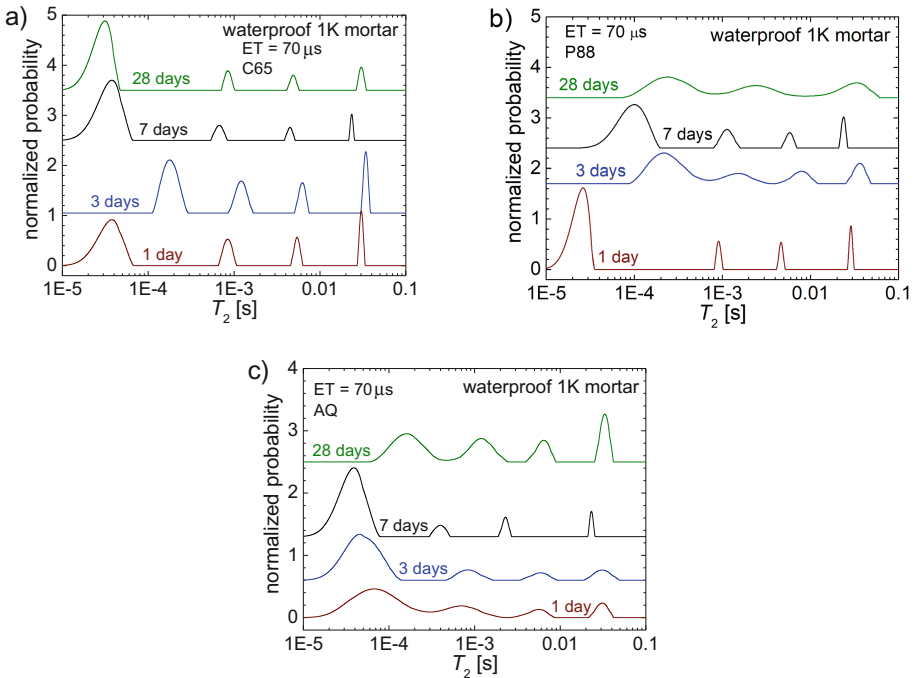 a)
waterproof 1K mortar
ET = 70 μs
C65
28 days
7 days
3 days
1 day
normalized probability
5
4
3
2
1
0
1E-5 1E-4 1E-3 0.01 0.1
T2 [s]
b)
ET = 70 μs
P88
waterproof 1K mortar
28 days
7 days
3 days
1 day
normalized probability
5
4
3
2
1
0
1E-5 1E-4 1E-3 0.01 0.1
T2 [s]
c)
ET = 70 μs
AQ
waterproof 1K mortar
28 days
7 days
3 days
1 day
normalized probability
4
3
2
1
0
1E-5 1E-4 1E-3 0.01 0.1
T2 [s]